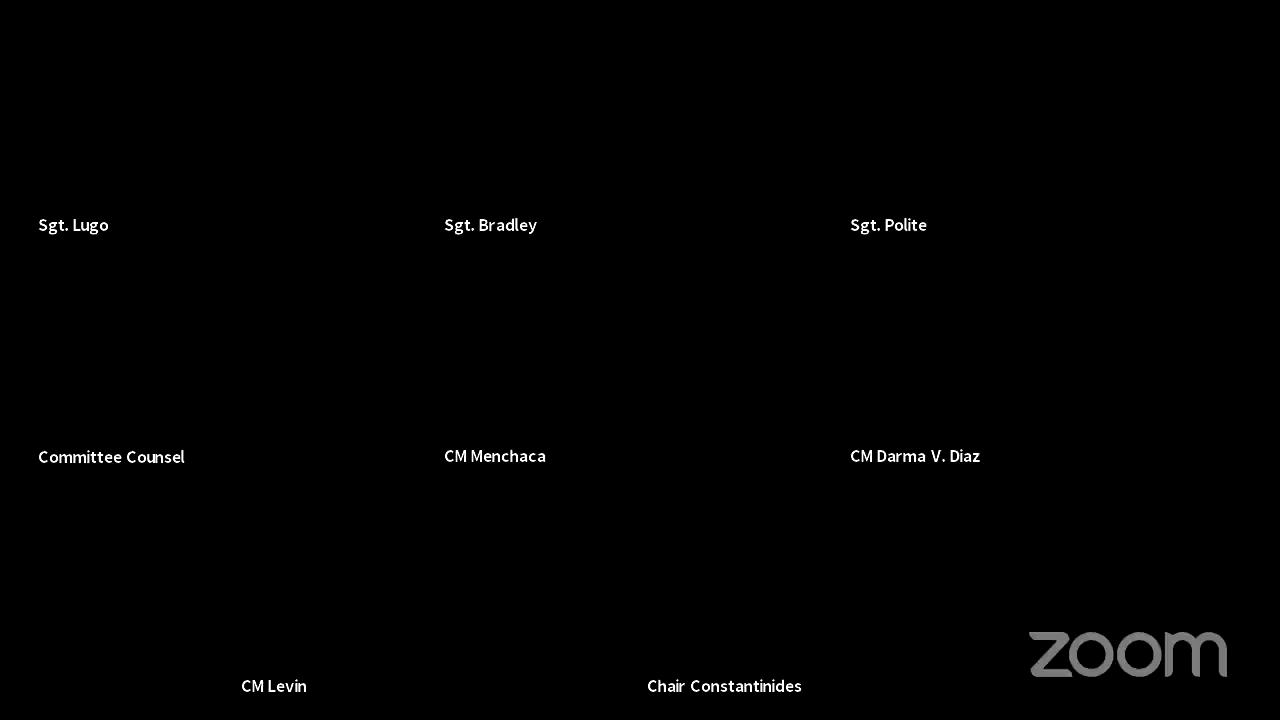 Sgt. Lugo
Sgt. Bradley
Sgt. Polite
Committee Counsel
CM Menchaca
CM Darma V. Diaz
CM Levin
Chair Constantinides
zoom